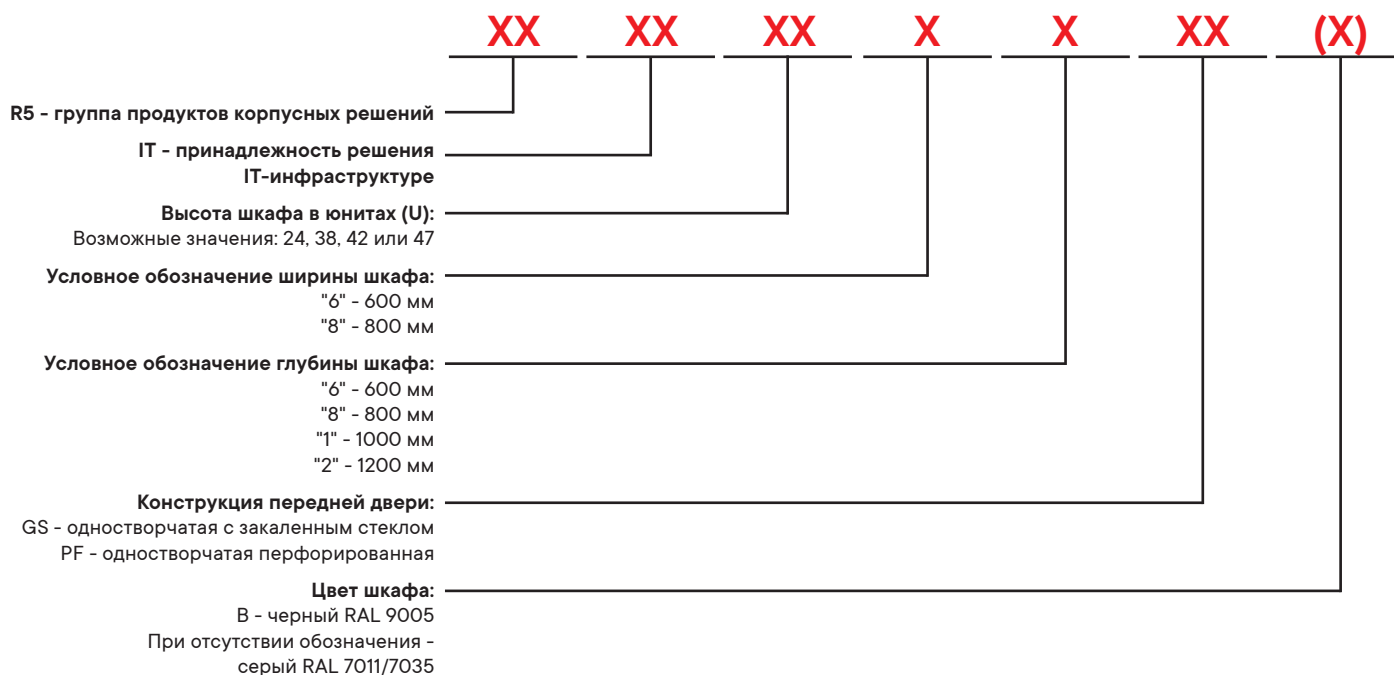 XX XX XX X X XX (X)
R5 - группа продуктов корпусных решений
IT - принадлежность решения
IT-инфраструктуре
Высота шкафа в юнитах (U):
Возможные значения: 24, 38, 42 или 47
Условное обозначение ширины шкафа:
"6" - 600 мм
"8" - 800 мм
Условное обозначение глубины шкафа:
"6" - 600 мм
"8" - 800 мм
"1" - 1000 мм
"2" - 1200 мм
Конструкция передней двери:
GS - одностворчатая с закаленным стеклом
PF - одностворчатая перфорированная
Цвет шкафа:
B - черный RAL 9005
При отсутствии обозначения -
серый RAL 7011/7035